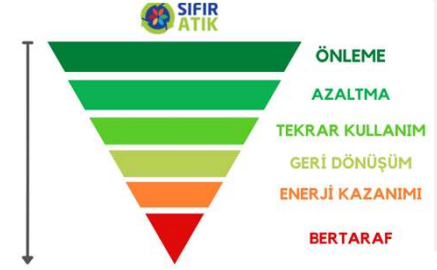 SIFIR
ATIK
ÖNLEME
AZALTMA
TEKRAR KULLANIM
GERİ DÖNÜŞÜM
ENERJİ KAZANIMI
BERTARAF